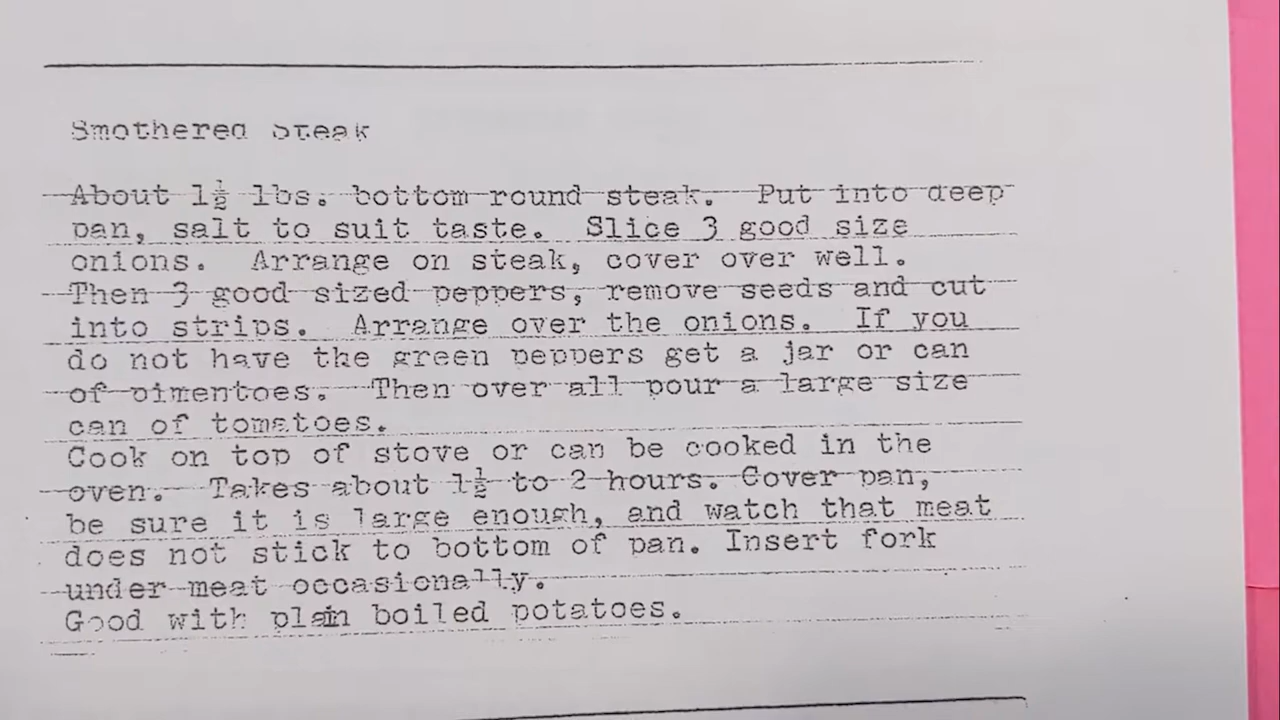 Smothered Steak
About 1½ lbs. bottom round steak. Put into deep
pan, salt to suit taste. Slice 3 good size
onions. Arrange on steak, cover over well.
Then 3 good sized peppers, remove seeds and cut
into strips. Arrange over the onions. If you
do not have the green peppers get a jar or can
of pimentoes. Then over all pour a large size
can of tomatoes.
Cook on top of stove or can be cooked in the
oven. Takes about 1½ to 2 hours. Cover pan,
be sure it is large enough, and watch that meat
does not stick to bottom of pan. Insert fork
under meat occasionally.
Good with plain boiled potatoes.